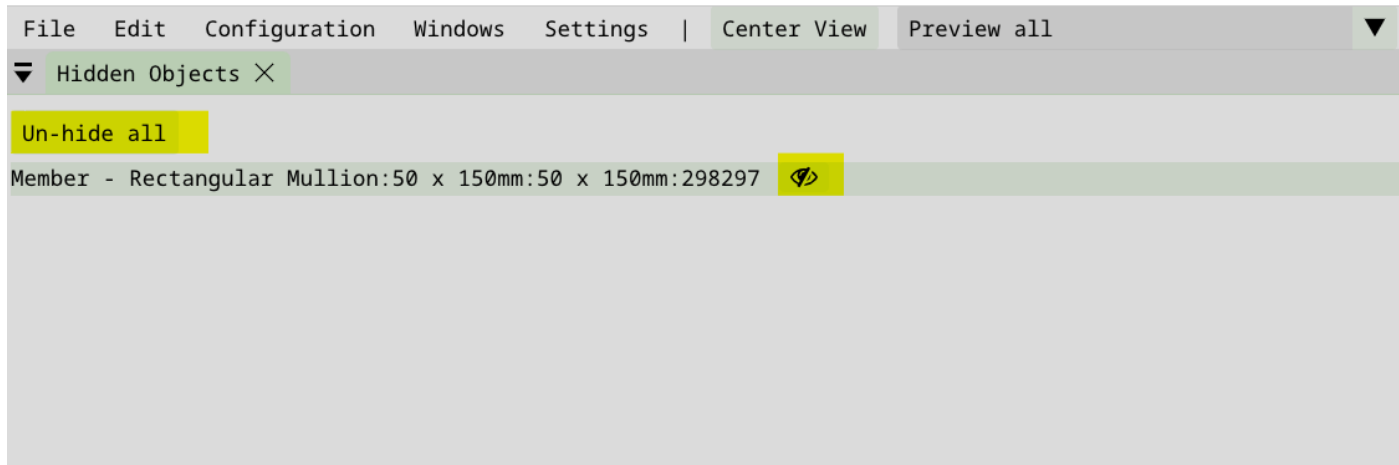 File Edit Configuration Windows Settings | Center View Preview all
Hidden Objects
Un-hide all
Member - Rectangular Mullion:50 x 150mm:50 x 150mm:298297